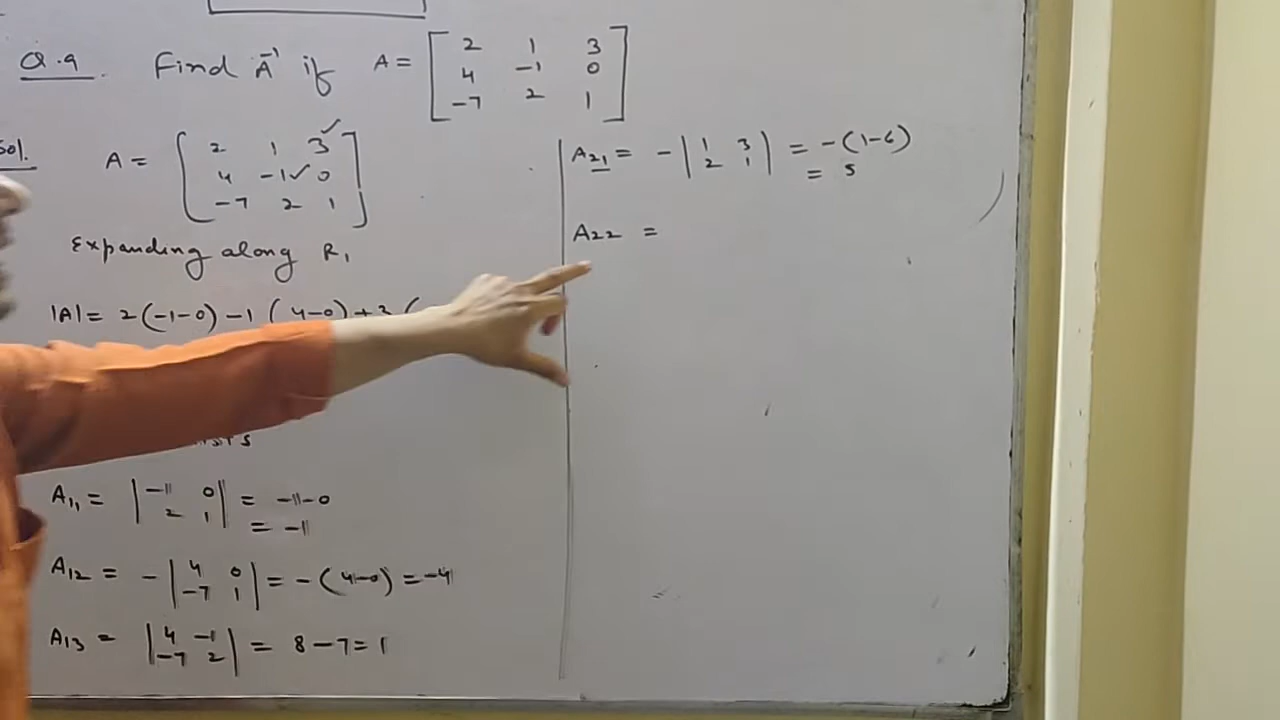 Q.9 Find A⁻¹ if A = [2 1 3
4 -1 0
-7 2 1]
Sol. A = [2 1 3 ✓
4 -1 ✓ 0
-7 2 1]
Expanding along R₁
|A| = 2(-1-0) -1 (4-0) + 3 (
A₁₁ = |-1 0
2 1| = -1-0
= -1
A₁₂ = - |4 0
-7 1| = - (4-0) = -4
A₁₃ = |4 -1
-7 2| = 8 - 7 = 1
A₂₁ = - |1 3
2 1| = - (1-6)
= 5
A₂₂ =